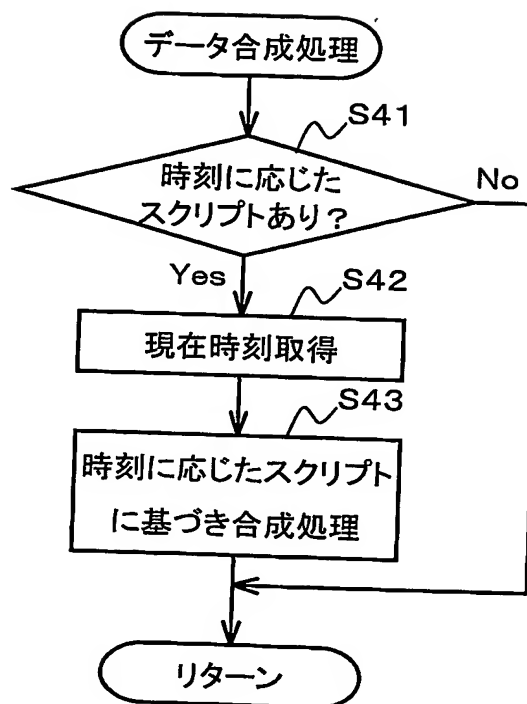 データ合成処理
S41
時刻に応じた
スクリプトあり?
No
Yes
S42
現在時刻取得
S43
時刻に応じたスクリプト
に基づき合成処理
リターン